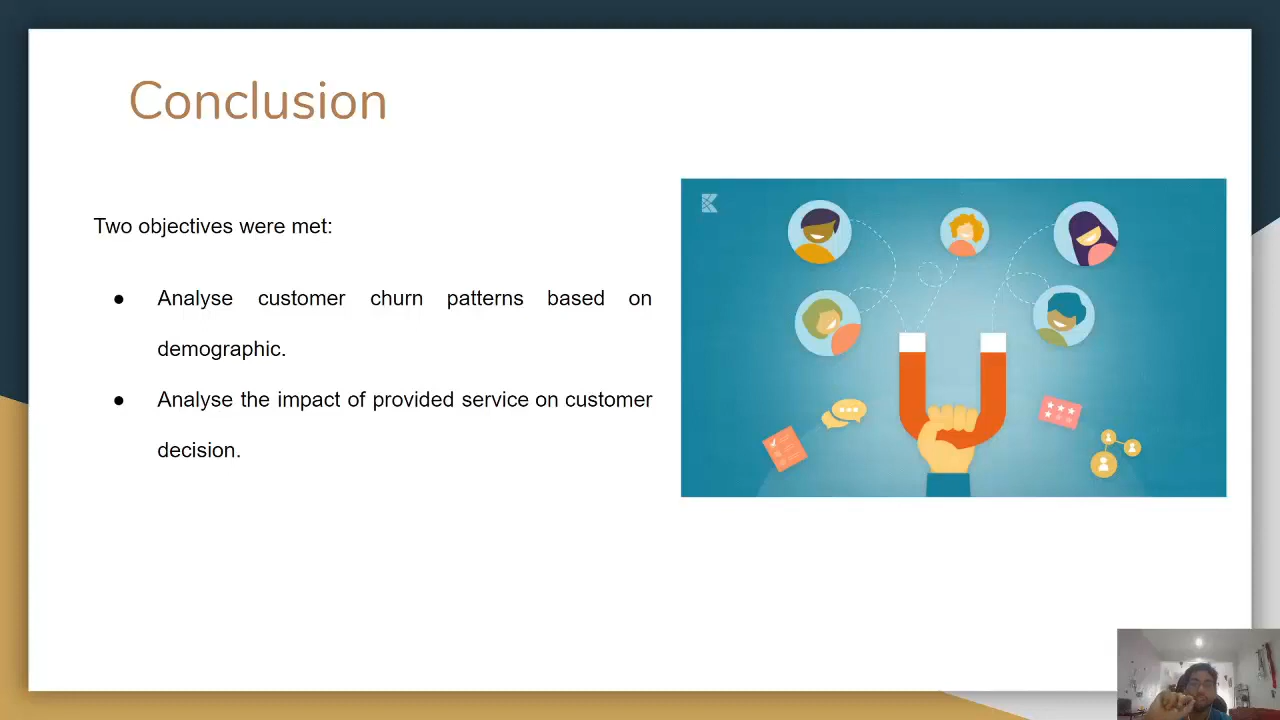 Conclusion
Two objectives were met:
● Analyse customer churn patterns based on
demographic.
● Analyse the impact of provided service on customer
decision.